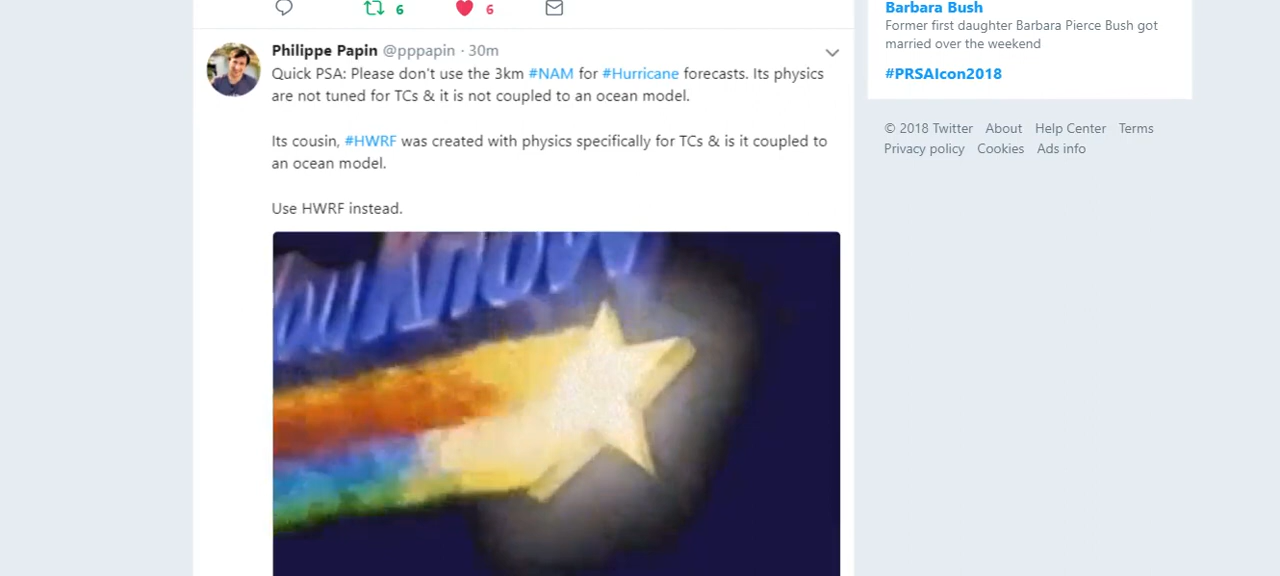 6 6
Philippe Papin @pppapin · 30m
Quick PSA: Please don't use the 3km #NAM for #Hurricane forecasts. Its physics
are not tuned for TCs & it is not coupled to an ocean model.
Its cousin, #HWRF was created with physics specifically for TCs & is it coupled to
an ocean model.
Use HWRF instead.
You Know
Barbara Bush
Former first daughter Barbara Pierce Bush got
married over the weekend
#PRSAIcon2018
© 2018 Twitter About Help Center Terms
Privacy policy Cookies Ads info